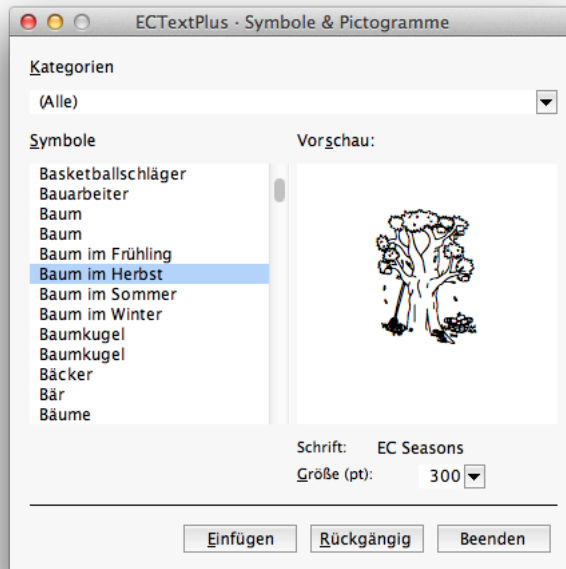 ECTextPlus · Symbole & Pictogramme
Kategorien
(Alle)
Symbole
Vorschau:
Basketballschläger
Bauarbeiter
Baum
Baum
Baum im Frühling
Baum im Herbst
Baum im Sommer
Baum im Winter
Baumkugel
Baumkugel
Bäcker
Bär
Bäume
Schrift: EC Seasons
Größe (pt): 300
Einfügen Rückgängig Beenden